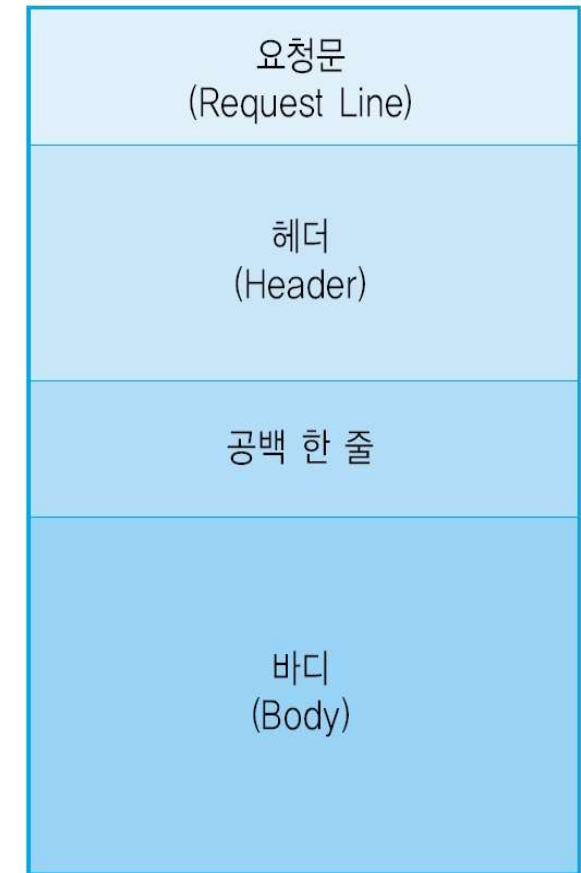 요청문
(Request Line)
헤더
(Header)
공백 한 줄
바디
(Body)